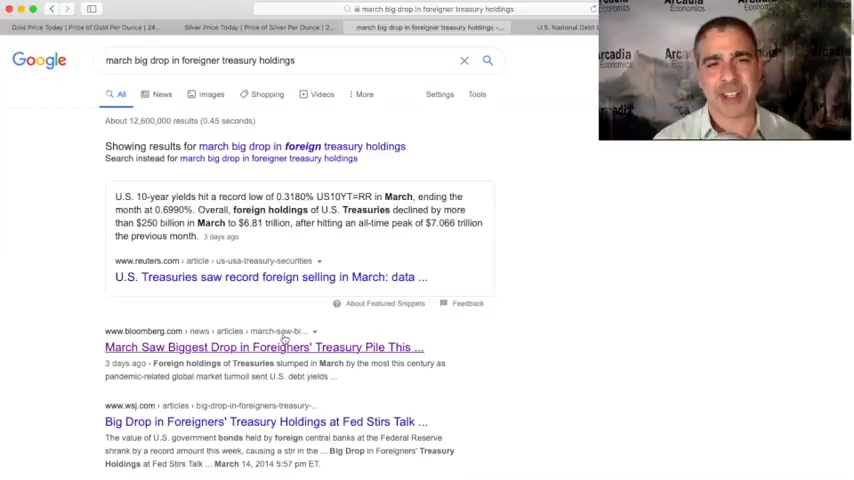 march big drop in foreigner treasury holdings
Gold Price Today | Price of Gold Per Ounce | 24...
Silver Price Today | Price of Silver Per Ounce | 2...
march big drop in foreigner treasury holdings -...
U.S. National Debt
Arcadia
Economics
Arcadia
Economics
Google
march big drop in foreigner treasury holdings
All
News
Images
Shopping
Videos
More
Settings
Tools
About 12,600,000 results (0.45 seconds)
Showing results for march big drop in foreign treasury holdings
Search instead for march big drop in foreigner treasury holdings
U.S. 10-year yields hit a record low of 0.3180% US10YT=RR in March, ending the
month at 0.6990%. Overall, foreign holdings of U.S. Treasuries declined by more
than $250 billion in March to $6.81 trillion, after hitting an all-time peak of $7.066 trillion
the previous month. 3 days ago
www.reuters.com › article › us-usa-treasury-securities
U.S. Treasuries saw record foreign selling in March: data ...
About Featured Snippets
Feedback
www.bloomberg.com › news › articles › march-saw-bi...
March Saw Biggest Drop in Foreigners' Treasury Pile This ...
3 days ago - Foreign holdings of Treasuries slumped in March by the most this century as
pandemic-related global market turmoil sent U.S. debt yields ...
www.wsj.com › articles › big-drop-in-foreigners-treasury-...
Big Drop in Foreigners' Treasury Holdings at Fed Stirs Talk ...
The value of U.S. government bonds held by foreign central banks at the Federal Reserve
shrank by a record amount this week, causing a stir in the ... Big Drop in Foreigners' Treasury
Holdings at Fed Stirs Talk ... March 14, 2014 5:57 pm ET.